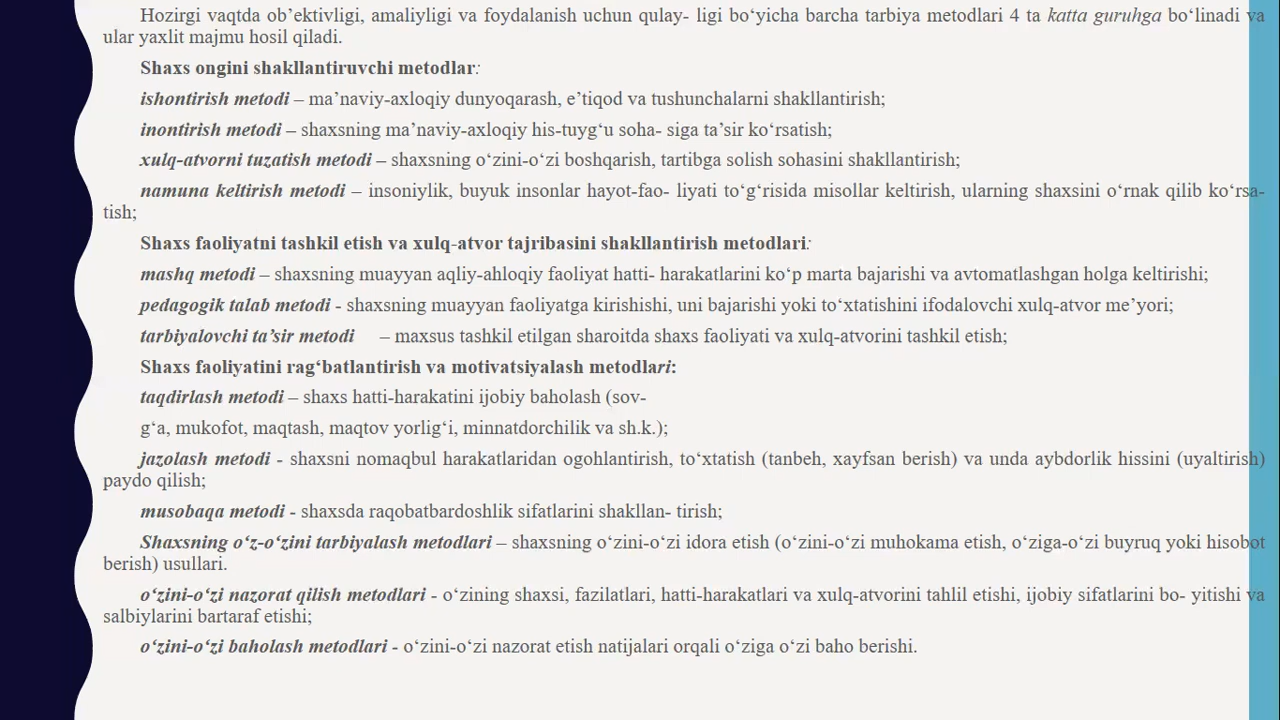 Hozirgi vaqtda ob’ektivligi, amaliyligi va foydalanish uchun qulay- ligi bo‘yicha barcha tarbiya metodlari 4 ta katta guruhga bo‘linadi va
ular yaxlit majmu hosil qiladi.
Shaxs ongini shakllantiruvchi metodlar:
ishontirish metodi – ma’naviy-axloqiy dunyoqarash, e’tiqod va tushunchalarni shakllantirish;
inontirish metodi – shaxsning ma’naviy-axloqiy his-tuyg‘u soha- siga ta’sir ko‘rsatish;
xulq-atvorni tuzatish metodi – shaxsning o‘zini-o‘zi boshqarish, tartibga solish sohasini shakllantirish;
namuna keltirish metodi – insoniylik, buyuk insonlar hayot-fao- liyati to‘g‘risida misollar keltirish, ularning shaxsini o‘rnak qilib ko‘rsa-
tish;
Shaxs faoliyatni tashkil etish va xulq-atvor tajribasini shakllantirish metodlari:
mashq metodi – shaxsning muayyan aqliy-ahloqiy faoliyat hatti- harakatlarini ko‘p marta bajarishi va avtomatlashgan holga keltirishi;
pedagogik talab metodi - shaxsning muayyan faoliyatga kirishishi, uni bajarishi yoki to‘xtatishini ifodalovchi xulq-atvor me’yori;
tarbiyalovchi ta’sir metodi – maxsus tashkil etilgan sharoitda shaxs faoliyati va xulq-atvorini tashkil etish;
Shaxs faoliyatini rag‘batlantirish va motivatsiyalash metodlari:
taqdirlash metodi – shaxs hatti-harakatini ijobiy baholash (sov-
g‘a, mukofot, maqtash, maqtov yorlig‘i, minnatdorchilik va sh.k.);
jazolash metodi - shaxsni nomaqbul harakatlaridan ogohlantirish, to‘xtatish (tanbeh, xayfsan berish) va unda aybdorlik hissini (uyaltirish)
paydo qilish;
musobaqa metodi - shaxsda raqobatbardoshlik sifatlarini shakllan- tirish;
Shaxsning o‘z-o‘zini tarbiyalash metodlari – shaxsning o‘zini-o‘zi idora etish (o‘zini-o‘zi muhokama etish, o‘ziga-o‘zi buyruq yoki hisobot
berish) usullari.
o‘zini-o‘zi nazorat qilish metodlari - o‘zining shaxsi, fazilatlari, hatti-harakatlari va xulq-atvorini tahlil etishi, ijobiy sifatlarini bo- yitishi va
salbiylarini bartaraf etishi;
o‘zini-o‘zi baholash metodlari - o‘zini-o‘zi nazorat etish natijalari orqali o‘ziga o‘zi baho berishi.